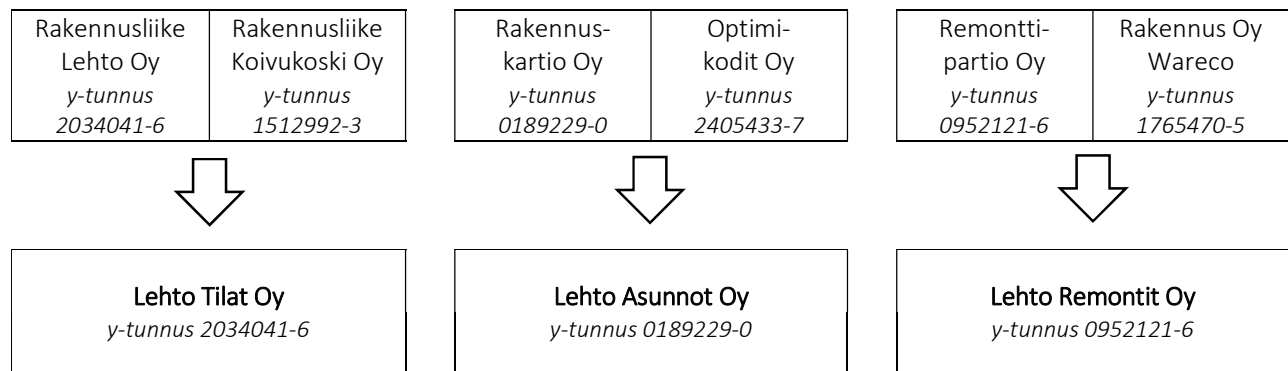 Rakennusliike
Lehto Oy
y-tunnus
2034041-6
Rakennusliike
Koivukoski Oy
y-tunnus
1512992-3
Rakennus-
kartio Oy
y-tunnus
0189229-0
Optimi-
kodit Oy
y-tunnus
2405433-7
Remontti-
partio Oy
y-tunnus
0952121-6
Rakennus Oy
Wareco
y-tunnus
1765470-5
Lehto Tilat Oy
y-tunnus 2034041-6
Lehto Asunnot Oy
y-tunnus 0189229-0
Lehto Remontit Oy
y-tunnus 0952121-6